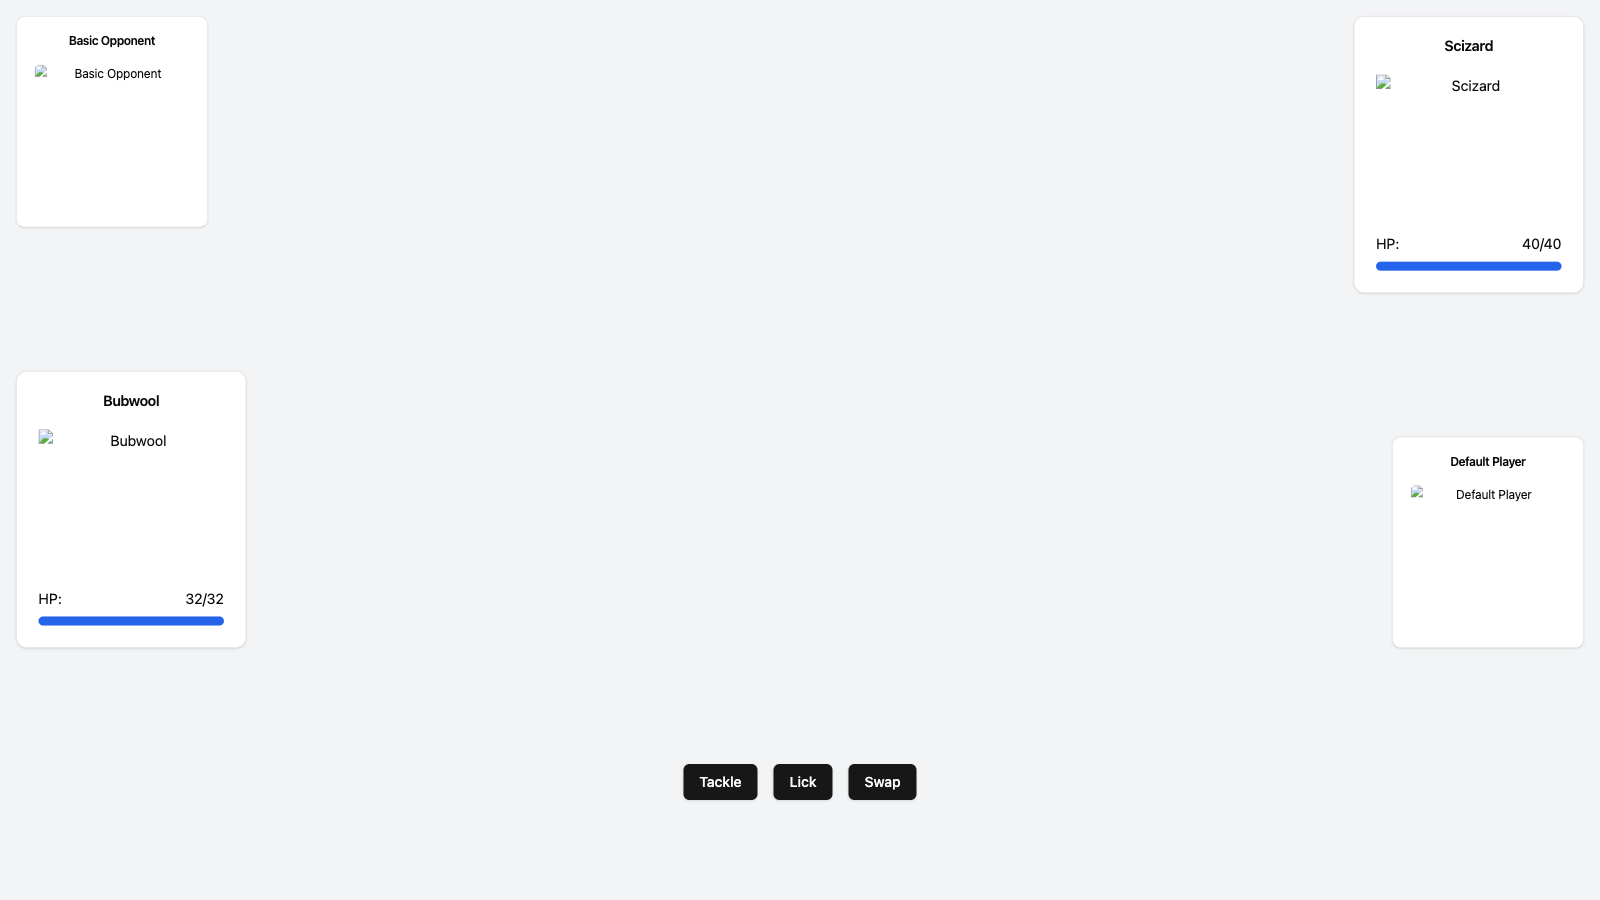 Basic Opponent
Basic Opponent
Scizard
Scizard
HP: 40/40
Bubwool
Bubwool
HP: 32/32
Default Player
Default Player
Tackle
Lick
Swap